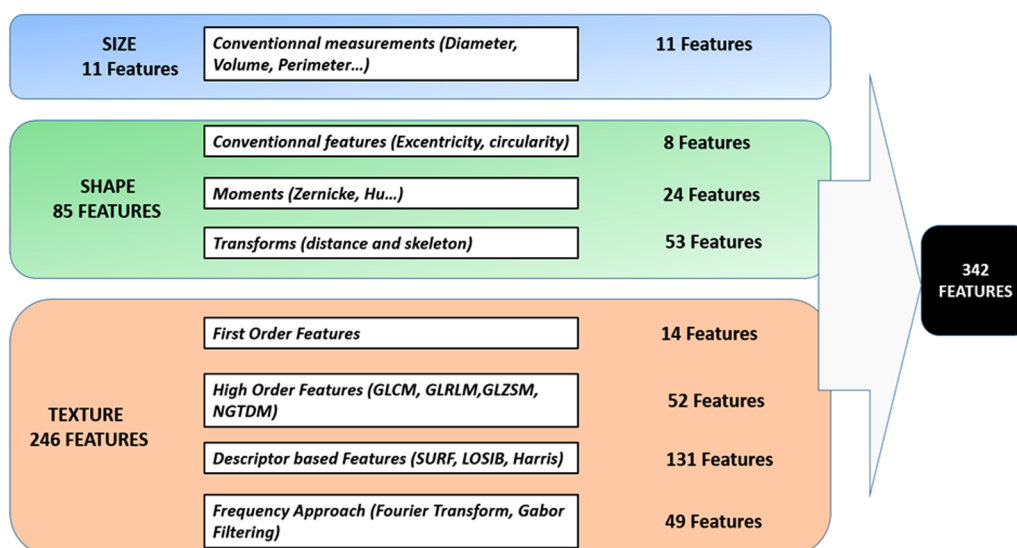 SIZE
11 Features
Conventionnal measurements (Diameter,
Volume, Perimeter...)
11 Features
SHAPE
85 FEATURES
Conventionnal features (Excentricity, circularity)
8 Features
Moments (Zernicke, Hu...)
24 Features
Transforms (distance and skeleton)
53 Features
TEXTURE
246 FEATURES
First Order Features
14 Features
High Order Features (GLCM, GLRLM,GLZSM,
NGTDM)
52 Features
Descriptor based Features (SURF, LOSIB, Harris)
131 Features
Frequency Approach (Fourier Transform, Gabor
Filtering)
49 Features
342
FEATURES